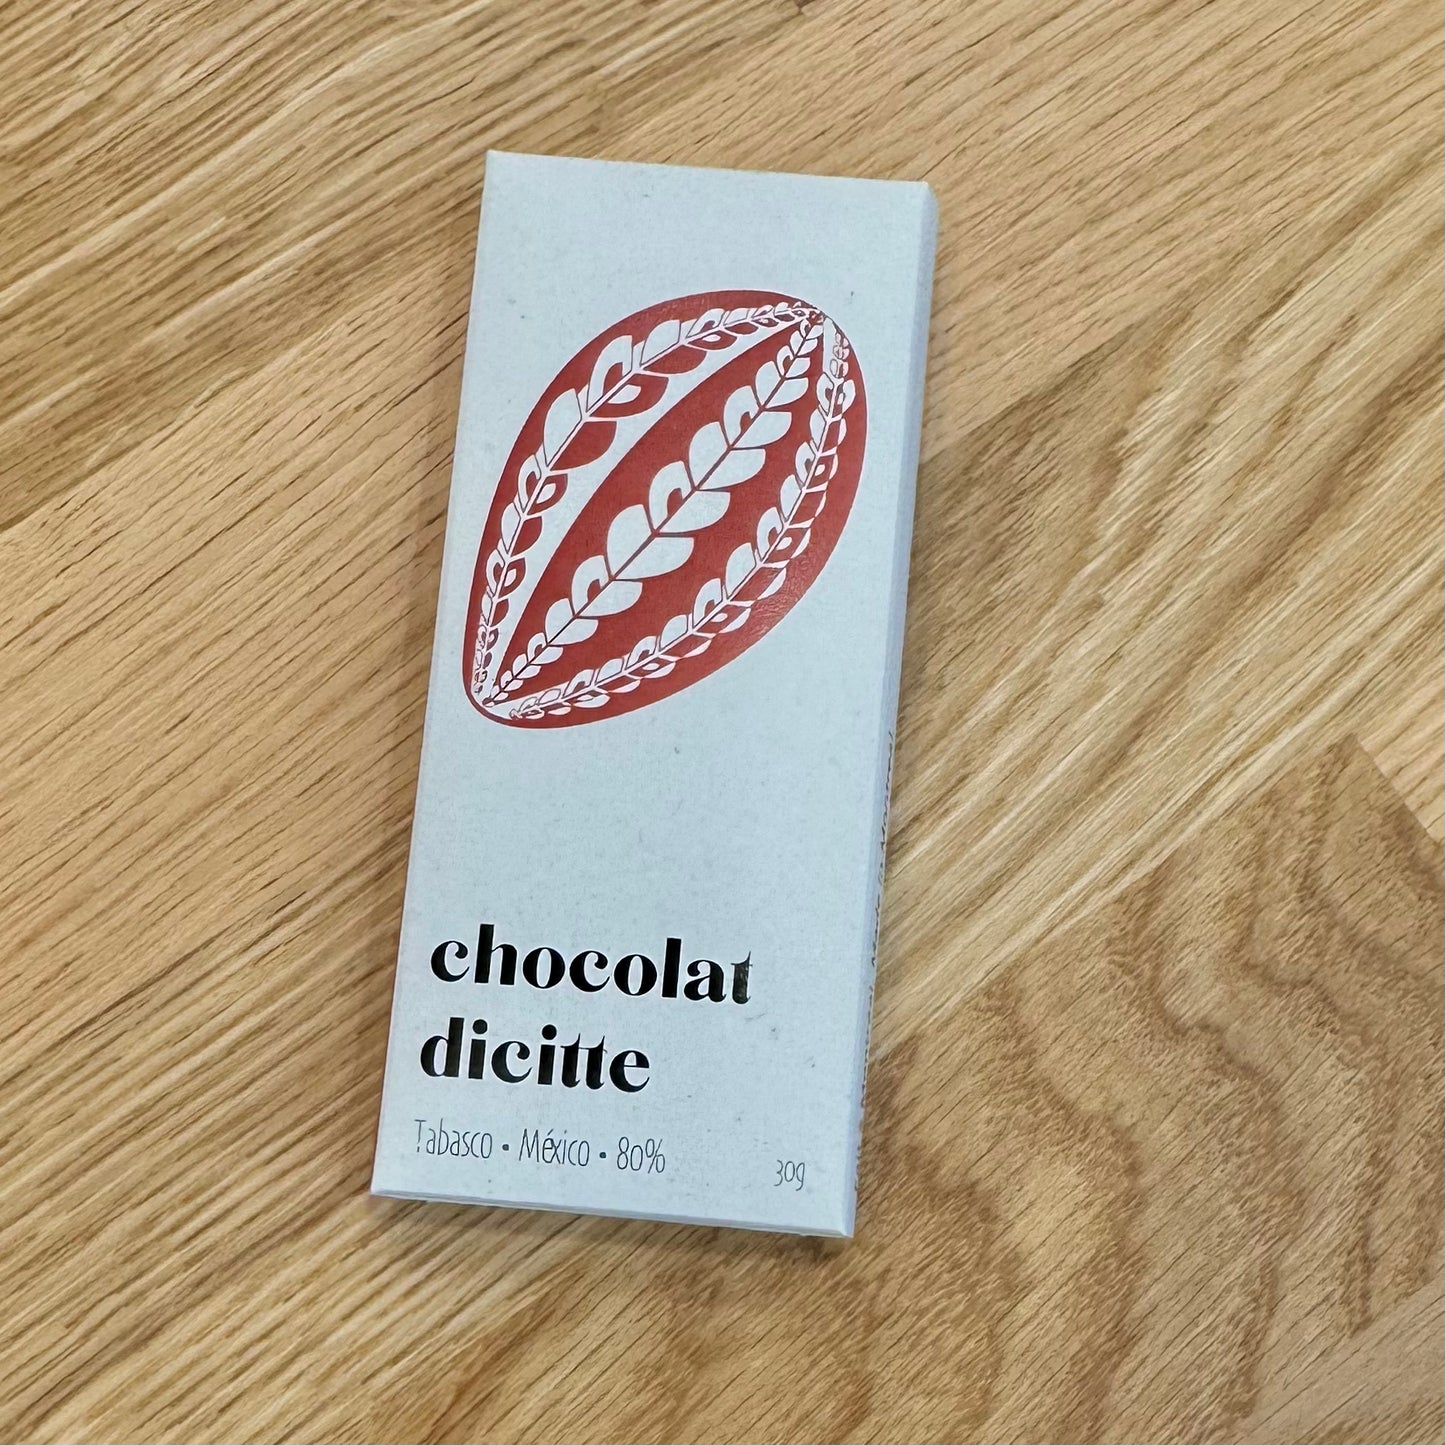 chocolat
dicitte
Tabasco • México • 80%
30g